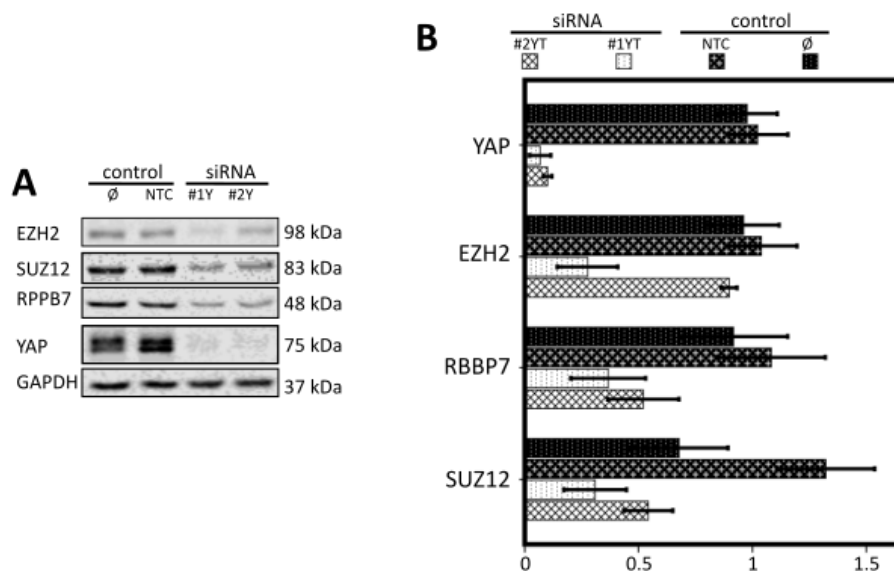 A
control siRNA
Ø NTC #1Y #2Y
EZH2 98 kDa
SUZ12 83 kDa
RPPB7 48 kDa
YAP 75 kDa
GAPDH 37 kDa
B
siRNA control
#2YT #1YT NTC Ø
YAP
EZH2
RBBP7
SUZ12
0 0.5 1 1.5